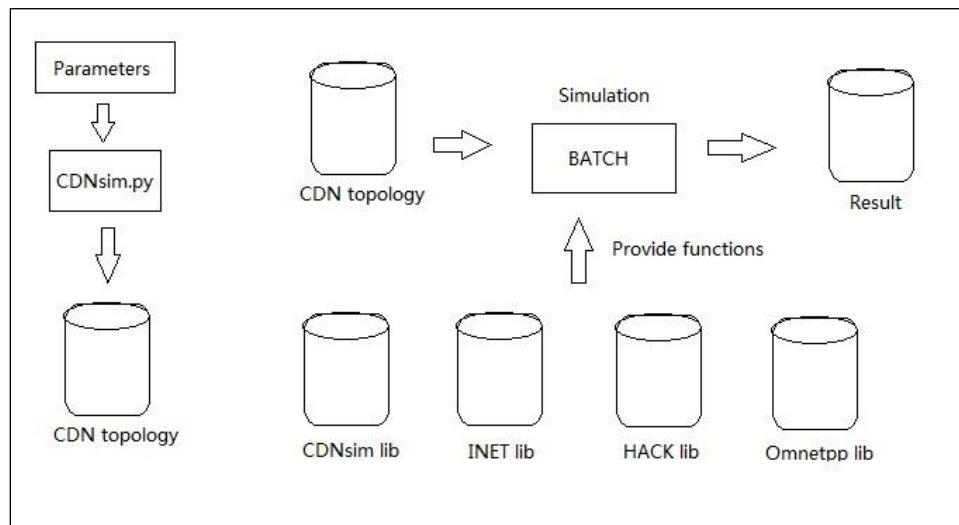 Parameters
CDNsim.py
CDN topology
CDN topology
Simulation
BATCH
Result
Provide functions
CDNsim lib
INET lib
HACK lib
Omnetpp lib